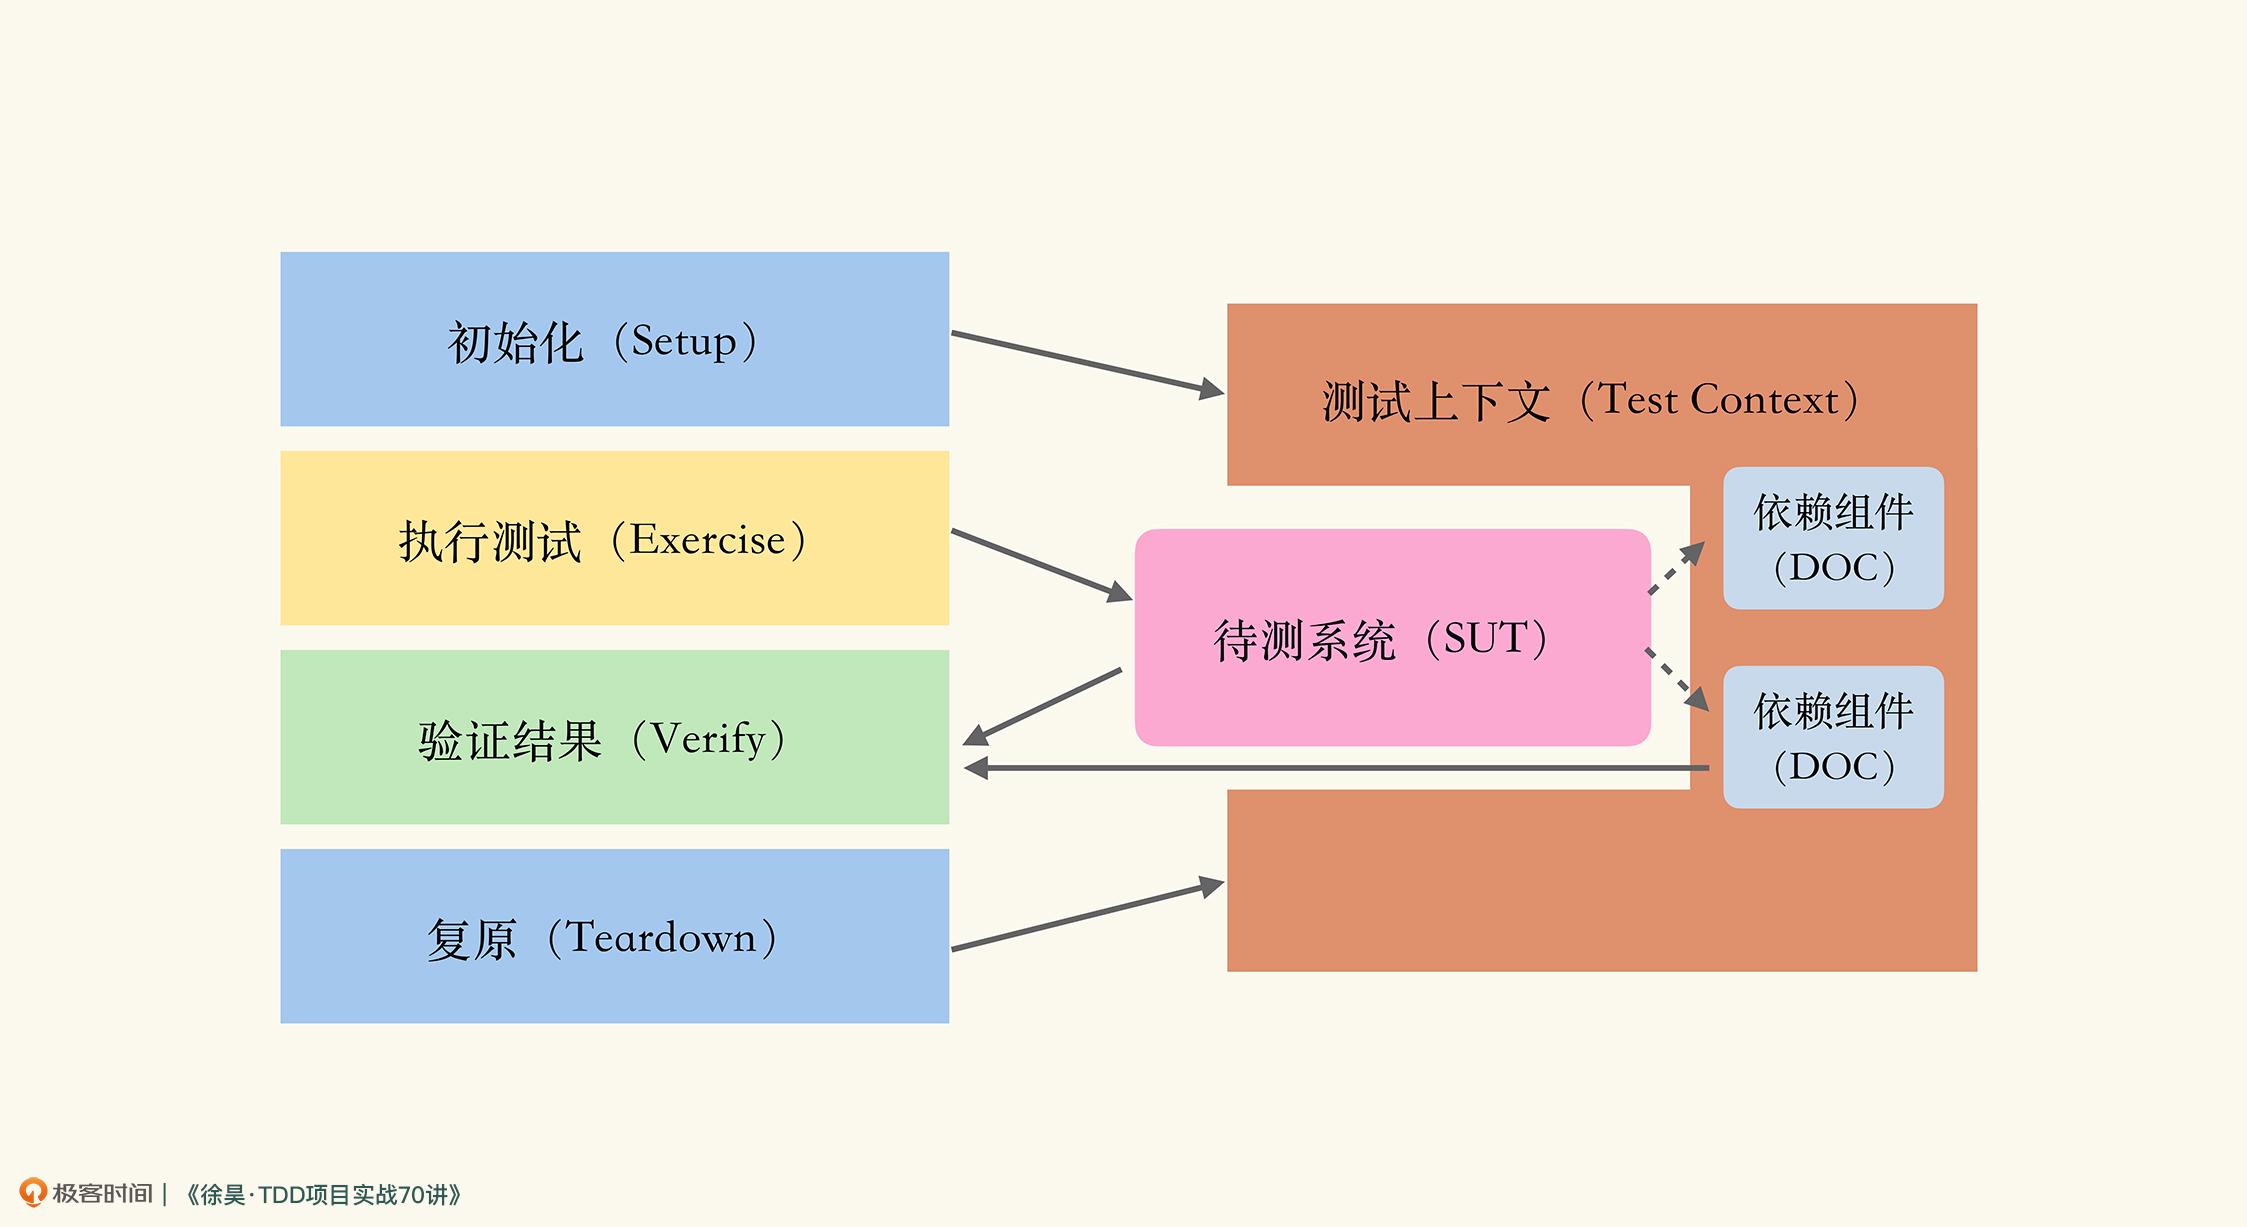 初始化（Setup）
测试上下文（Test Context）
执行测试（Exercise）
依赖组件
（DOC）
待测系统（SUT）
验证结果（Verify）
依赖组件
（DOC）
复原（Teardown）
极客时间 | 《徐昊·TDD项目实战70讲》